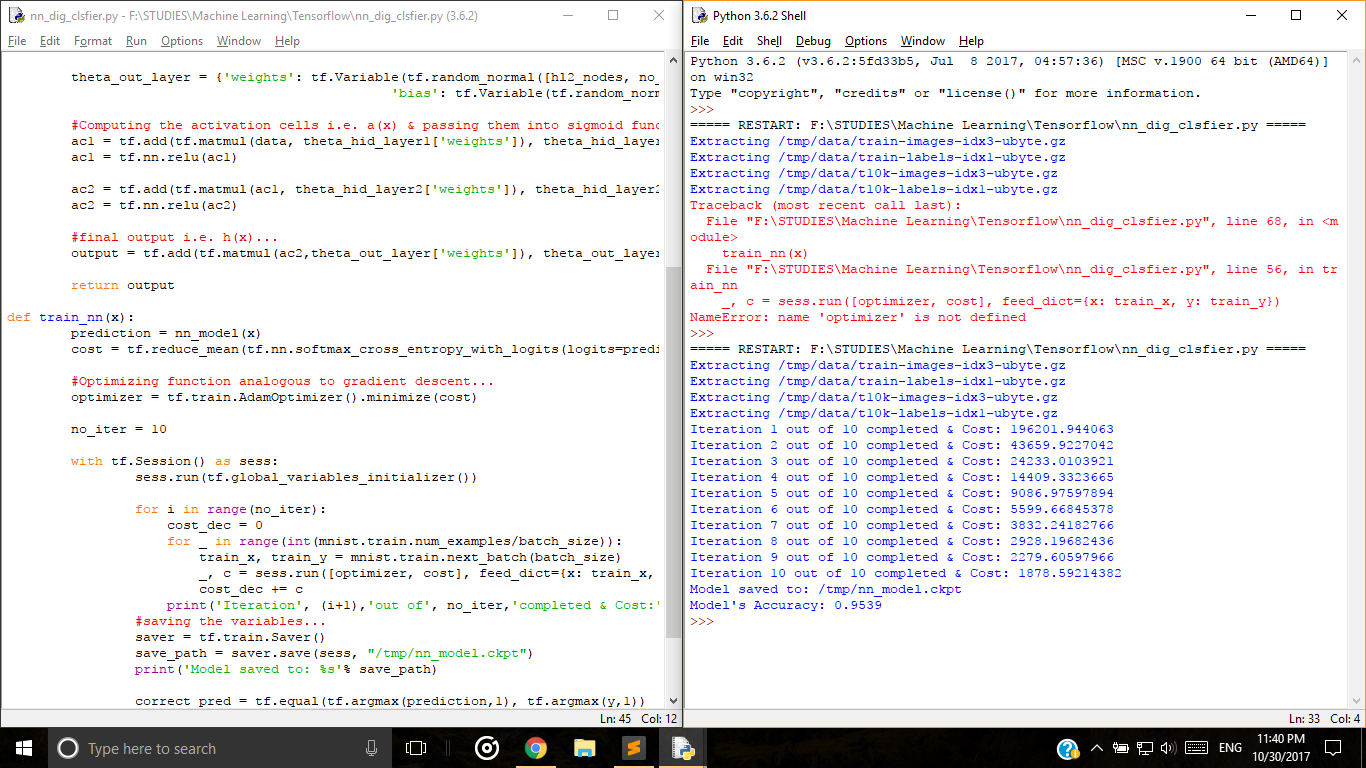 nn_dig_clsfier.py - F:\STUDIES\Machine Learning\Tensorflow\nn_dig_clsfier.py (3.6.2)
File Edit Format Run Options Window Help
theta_out_layer = {'weights': tf.Variable(tf.random_normal([hl2_nodes, no_
'bias': tf.Variable(tf.random_norm
#Computing the activation cells i.e. a(x) & passing them into sigmoid func
ac1 = tf.add(tf.matmul(data, theta_hid_layer1['weights']), theta_hid_layer
ac1 = tf.nn.relu(ac1)
ac2 = tf.add(tf.matmul(ac1, theta_hid_layer2['weights']), theta_hid_layer2
ac2 = tf.nn.relu(ac2)
#final output i.e. h(x)...
output = tf.add(tf.matmul(ac2,theta_out_layer['weights']), theta_out_layer
return output
def train_nn(x):
prediction = nn_model(x)
cost = tf.reduce_mean(tf.nn.softmax_cross_entropy_with_logits(logits=predi
#Optimizing function analogous to gradient descent...
optimizer = tf.train.AdamOptimizer().minimize(cost)
no_iter = 10
with tf.Session() as sess:
sess.run(tf.global_variables_initializer())
for i in range(no_iter):
cost_dec = 0
for _ in range(int(mnist.train.num_examples/batch_size)):
train_x, train_y = mnist.train.next_batch(batch_size)
_, c = sess.run([optimizer, cost], feed_dict={x: train_x,
cost_dec += c
print('Iteration', (i+1),'out of', no_iter,'completed & Cost:'
#saving the variables...
saver = tf.train.Saver()
save_path = saver.save(sess, "/tmp/nn_model.ckpt")
print('Model saved to: %s'% save_path)
correct_pred = tf.equal(tf.argmax(prediction,1), tf.argmax(y,1))
Ln: 45 Col: 12
Python 3.6.2 Shell
File Edit Shell Debug Options Window Help
Python 3.6.2 (v3.6.2:5fd33b5, Jul  8 2017, 04:57:36) [MSC v.1900 64 bit (AMD64)]
on win32
Type "copyright", "credits" or "license()" for more information.
>>>
===== RESTART: F:\STUDIES\Machine Learning\Tensorflow\nn_dig_clsfier.py =====
Extracting /tmp/data/train-images-idx3-ubyte.gz
Extracting /tmp/data/train-labels-idx1-ubyte.gz
Extracting /tmp/data/t10k-images-idx3-ubyte.gz
Extracting /tmp/data/t10k-labels-idx1-ubyte.gz
Traceback (most recent call last):
File "F:\STUDIES\Machine Learning\Tensorflow\nn_dig_clsfier.py", line 68, in <m
odule>
train_nn(x)
File "F:\STUDIES\Machine Learning\Tensorflow\nn_dig_clsfier.py", line 56, in tr
ain_nn
_, c = sess.run([optimizer, cost], feed_dict={x: train_x, y: train_y})
NameError: name 'optimizer' is not defined
>>>
===== RESTART: F:\STUDIES\Machine Learning\Tensorflow\nn_dig_clsfier.py =====
Extracting /tmp/data/train-images-idx3-ubyte.gz
Extracting /tmp/data/train-labels-idx1-ubyte.gz
Extracting /tmp/data/t10k-images-idx3-ubyte.gz
Extracting /tmp/data/t10k-labels-idx1-ubyte.gz
Iteration 1 out of 10 completed & Cost: 196201.944063
Iteration 2 out of 10 completed & Cost: 43659.9227042
Iteration 3 out of 10 completed & Cost: 24233.0103921
Iteration 4 out of 10 completed & Cost: 14409.3323665
Iteration 5 out of 10 completed & Cost: 9086.97597894
Iteration 6 out of 10 completed & Cost: 5599.66845378
Iteration 7 out of 10 completed & Cost: 3832.24182766
Iteration 8 out of 10 completed & Cost: 2928.19682436
Iteration 9 out of 10 completed & Cost: 2279.60597966
Iteration 10 out of 10 completed & Cost: 1878.59214382
Model saved to: /tmp/nn_model.ckpt
Model's Accuracy: 0.9539
>>>
Ln: 33 Col: 4
Type here to search
ENG
11:40 PM
10/30/2017